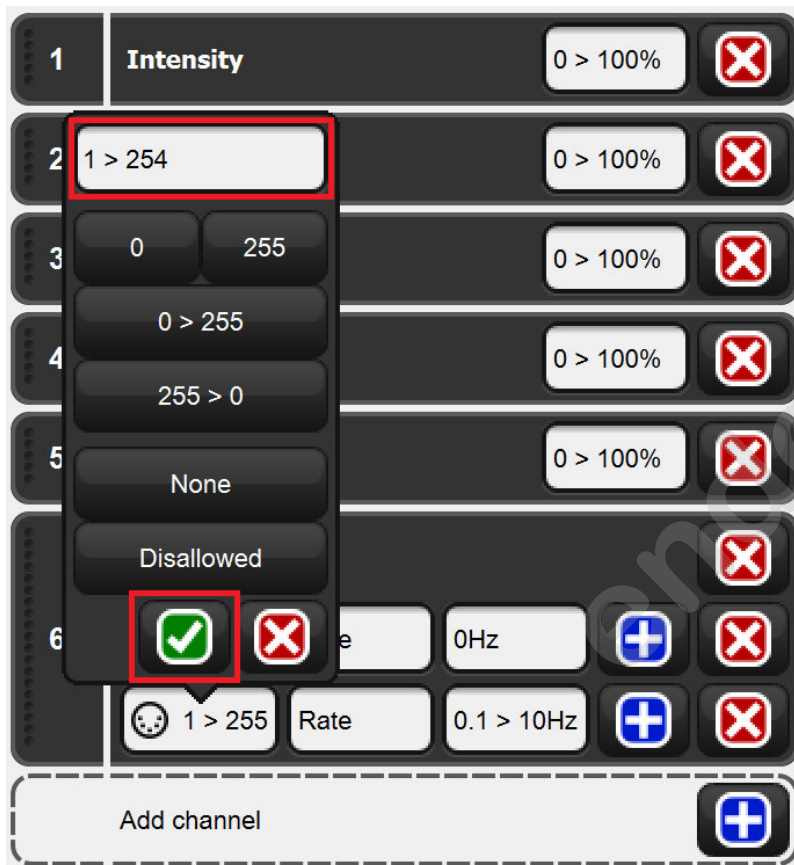 1 Intensity 0 > 100%
2 1 > 254 0 > 100%
0 255
3 0 > 100%
0 > 255
4 0 > 100%
255 > 0
5 0 > 100%
None
Disallowed
6 e 0Hz
1 > 255 Rate 0.1 > 10Hz
Add channel